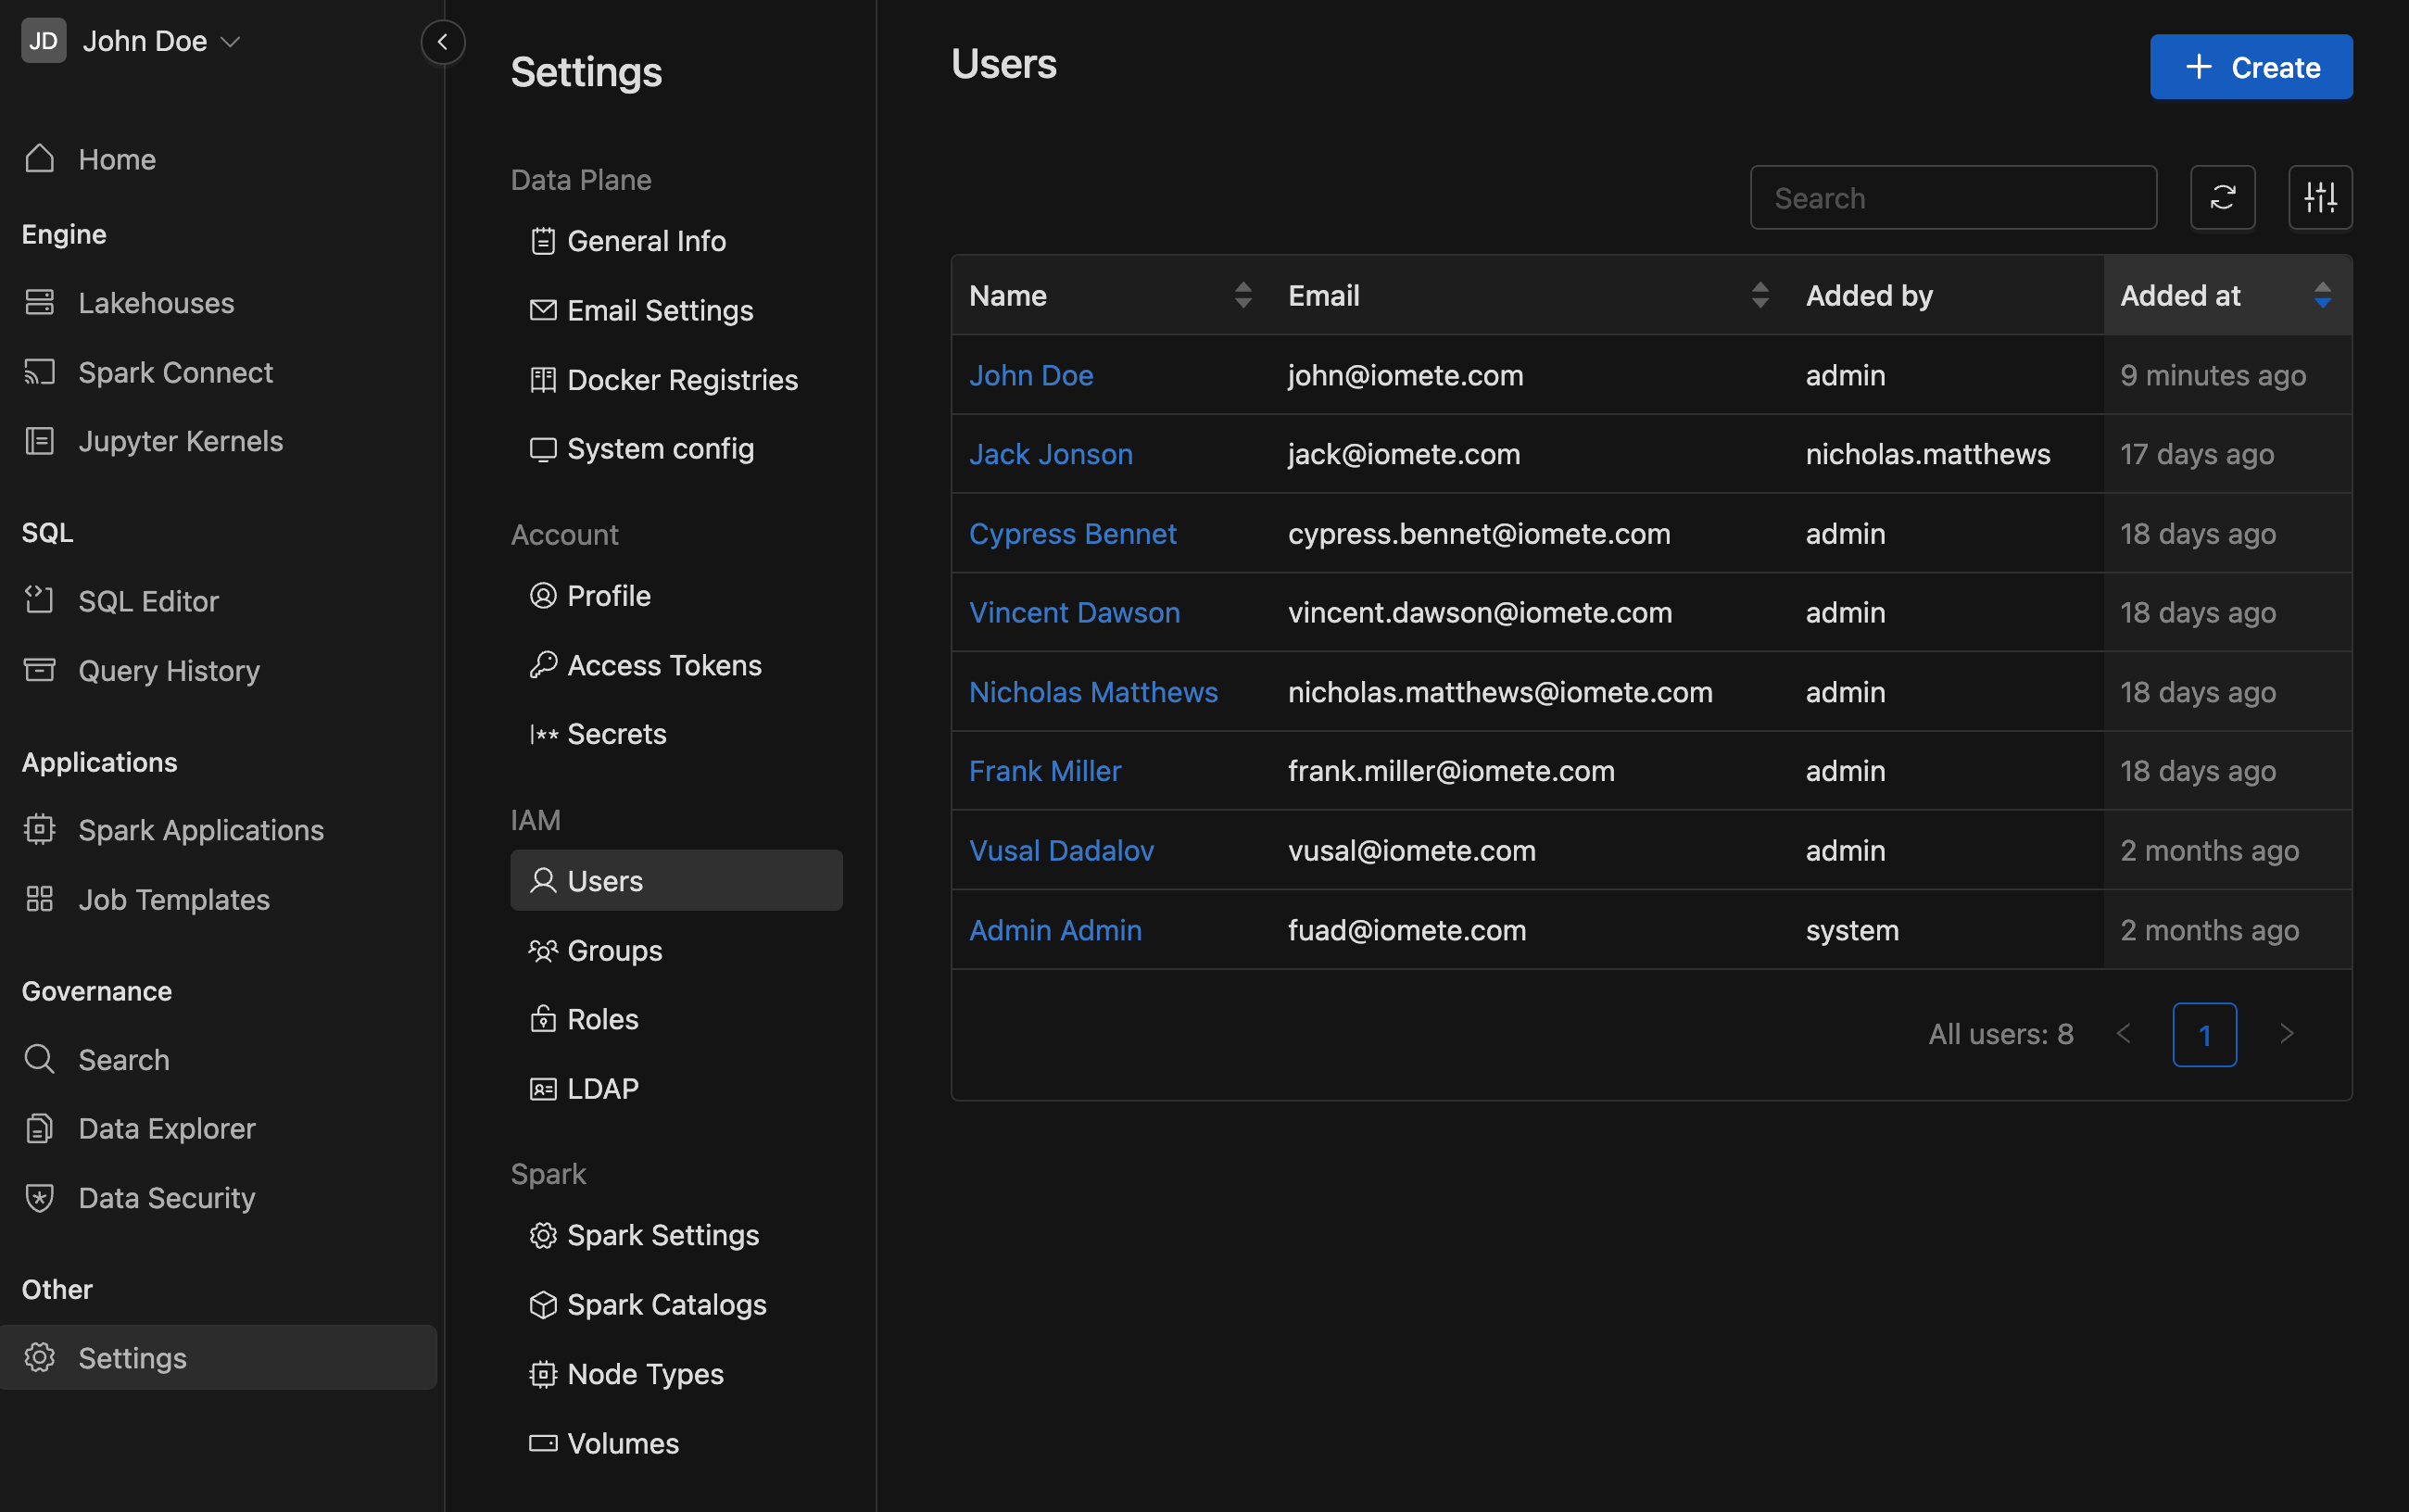 JD John Doe
Home
Engine
Lakehouses
Spark Connect
Jupyter Kernels
SQL
SQL Editor
Query History
Applications
Spark Applications
Job Templates
Governance
Search
Data Explorer
Data Security
Other
Settings
Settings
Data Plane
General Info
Email Settings
Docker Registries
System config
Account
Profile
Access Tokens
Secrets
IAM
Users
Groups
Roles
LDAP
Spark
Spark Settings
Spark Catalogs
Node Types
Volumes
Users
Create
Search
Name Email Added by Added at
John Doe john@iomete.com admin 9 minutes ago
Jack Jonson jack@iomete.com nicholas.matthews 17 days ago
Cypress Bennet cypress.bennet@iomete.com admin 18 days ago
Vincent Dawson vincent.dawson@iomete.com admin 18 days ago
Nicholas Matthews nicholas.matthews@iomete.com admin 18 days ago
Frank Miller frank.miller@iomete.com admin 18 days ago
Vusal Dadalov vusal@iomete.com admin 2 months ago
Admin Admin fuad@iomete.com system 2 months ago
All users: 8 1